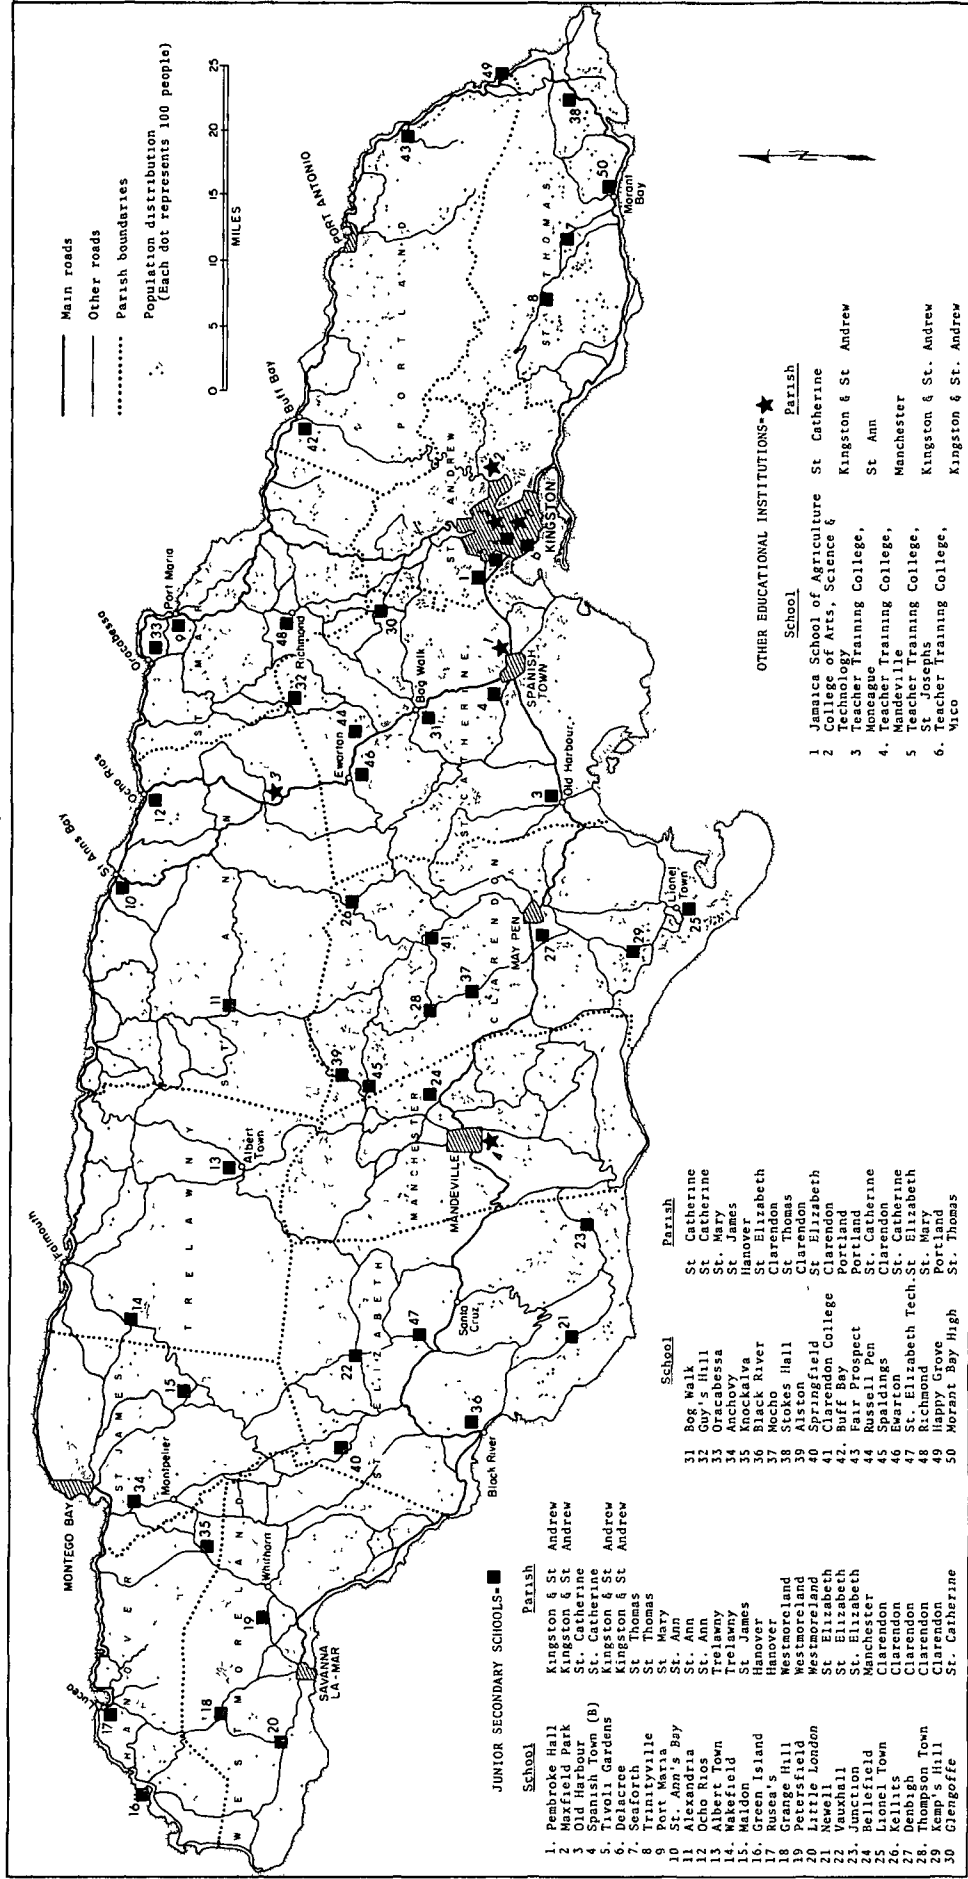 Main roads
Other roads
Parish boundaries
Population distribution
(Each dot represents 100 people)
0 5 10 15 20 25
MILES
MONTEGO BAY
Falmouth
St Anns Bay
Ocho Rios
Oracabessa
Port Maria
Buff Bay
PORT ANTONIO
Lucea
HANOVER
ST JAMES
TRELAWNY
ST ANN
ST MARY
PORTLAND
ST THOMAS
ST ANDREW
KINGSTON
ST CATHERINE
CLARENDON
MANCHESTER
ST ELIZABETH
WESTMORELAND
Montpelier
Whithorn
SAVANNA
LA-MAR
Black River
Santa
Cruz
MANDEVILLE
Albert
Town
MAY PEN
Lionel
Town
Old Harbour
SPANISH
TOWN
Bog Walk
Ewarton
Richmond
Morant
Bay
N
JUNIOR SECONDARY SCHOOLS=
School Parish
1. Pembroke Hall Kingston & St Andrew
2 Maxfield Park Kingston & St Andrew
3 Old Harbour St. Catherine
4 Spanish Town (B) St. Catherine
5. Tivoli Gardens Kingston & St Andrew
6. Delacree Kingston & St Andrew
7. Seaforth St Thomas
8 Trinityville St Thomas
9 Port Maria St Mary
10 St. Ann's Bay St. Ann
11 Alexandria St. Ann
12 Ocho Rios St. Ann
13 Albert Town Trelawny
14. Wakefield Trelawny
15. Maldon St James
16. Green Island Hanover
17 Rusea's Hanover
18 Grange Hill Westmoreland
19 Petersfield Westmoreland
20 Little London Westmoreland
21 Newell St Elizabeth
22 Vauxhall St Elizabeth
23. Junction St. Elizabeth
24 Bellefield Manchester
25 Lionel Town Clarendon
26. Kellits Clarendon
27 Denbigh Clarendon
28. Thompson Town Clarendon
29 Kemp's Hill Clarendon
30 Glengoffe St. Catherine
School Parish
31 Bog Walk St Catherine
32 Guy's Hill St Catherine
33 Oracabessa St. Mary
34 Anchovy St James
35 Knockalva Hanover
36 Black River St Elizabeth
37 Mocho Clarendon
38 Stokes Hall St Thomas
39 Alston Clarendon
40 Springfield St Elizabeth
41 Clarendon College Clarendon
42. Buff Bay Portland
43 Fair Prospect Portland
44 Russell Pen St. Catherine
45 Spaldings Clarendon
46 Ewarton St. Catherine
47 St. Elizabeth Tech. St Elizabeth
48 Richmond St. Mary
49 Happy Grove Portland
50 Morant Bay High St. Thomas
OTHER EDUCATIONAL INSTITUTIONS=
School Parish
1 Jamaica School of Agriculture St Catherine
2 College of Arts, Science &
Technology Kingston & St Andrew
3 Teacher Training College,
Moneague St Ann
4. Teacher Training College,
Mandeville Manchester
5 Teacher Training College,
St Josephs Kingston & St. Andrew
6. Teacher Training College,
Mico Kingston & St. Andrew